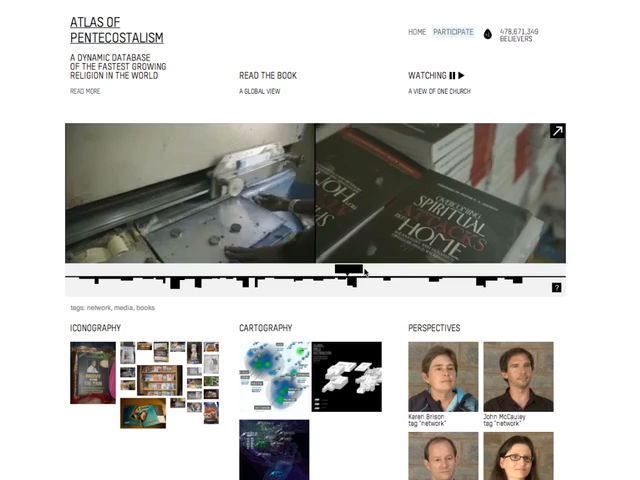 ATLAS OF
PENTECOSTALISM
HOME PARTICIPATE 478,671,349
BELIEVERS
A DYNAMIC DATABASE
OF THE FASTEST GROWING
RELIGION IN THE WORLD
READ MORE
READ THE BOOK
A GLOBAL VIEW
WATCHING
A VIEW OF ONE CHURCH
OVERCOMING
SPIRITUAL
ATTACKS
HOME
?
tags: network, media, books
ICONOGRAPHY
CARTOGRAPHY
PERSPECTIVES
Karen Brison
tag "network"
John McCauley
tag "network"